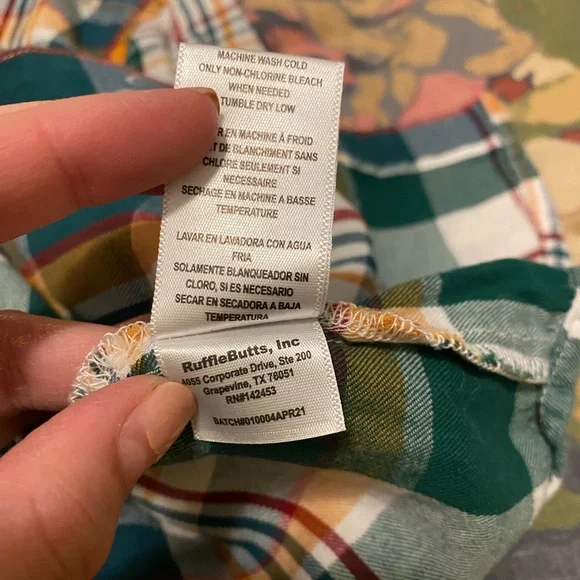 MACHINE WASH COLD
ONLY NON-CHLORINE BLEACH
WHEN NEEDED
TUMBLE DRY LOW
EN MACHINE À FROID
DE BLANCHIMENT SANS
CHLORE SEULEMENT SI
NECESSAIRE
SECHAGE EN MACHINE A BASSE
TEMPERATURE
LAVAR EN LAVADORA CON AGUA
FRIA
SOLAMENTE BLANQUEADOR SIN
CLORO, SI ES NECESARIO
SECAR EN SECADORA A BAJA
TEMPERATURA
RuffleButts, Inc
4055 Corporate Drive, Ste 200
Grapevine, TX 76051
RN#142453
BATCH#010004APR21